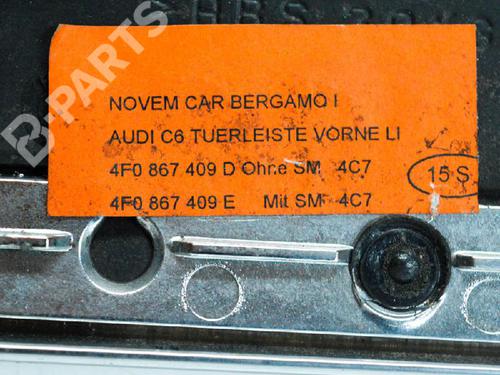 HBS
B-PARTS
NOVEM CAR BERGAMO I
AUDI C6 TUERLEISTE VORNE LI
4F0 867 409 D Ohne SM 4C7
15 S
4F0 867 409 E Mit SM 4C7